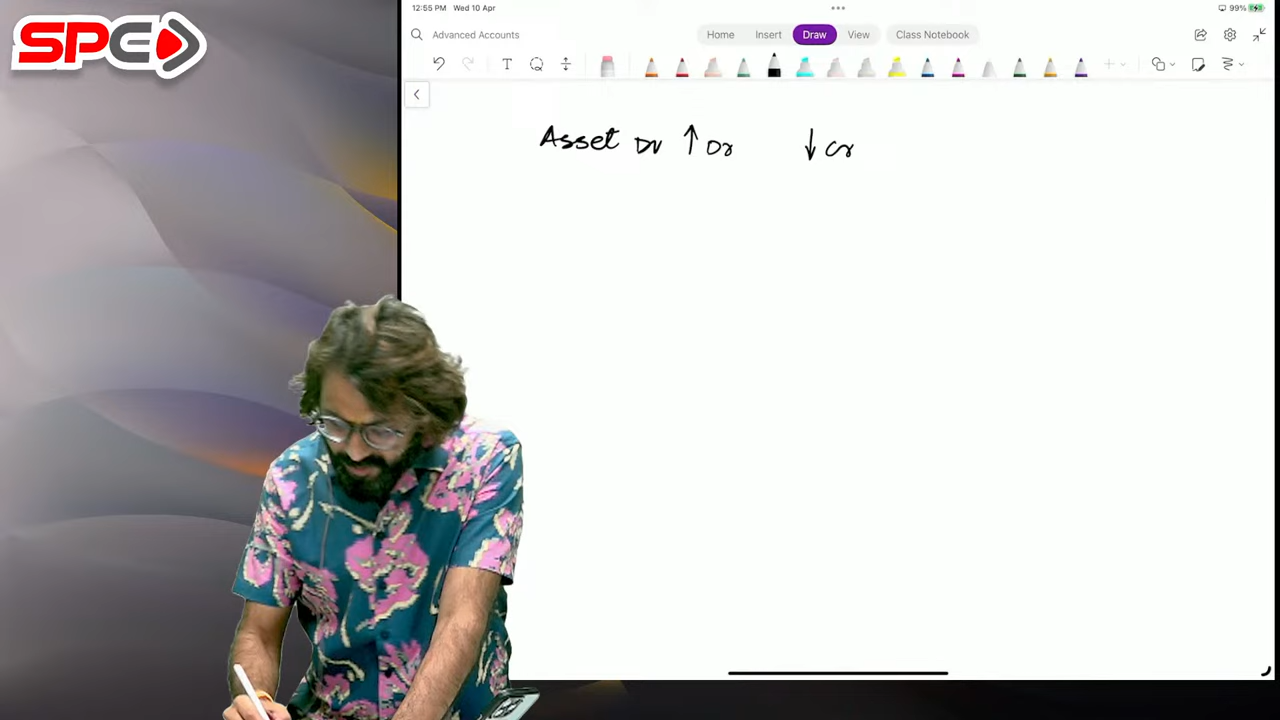 SPC
12:55 PM Wed 10 Apr
99%
Advanced Accounts
Home Insert Draw View Class Notebook
T
Asset Dr ↑ Dr ↓ Cr